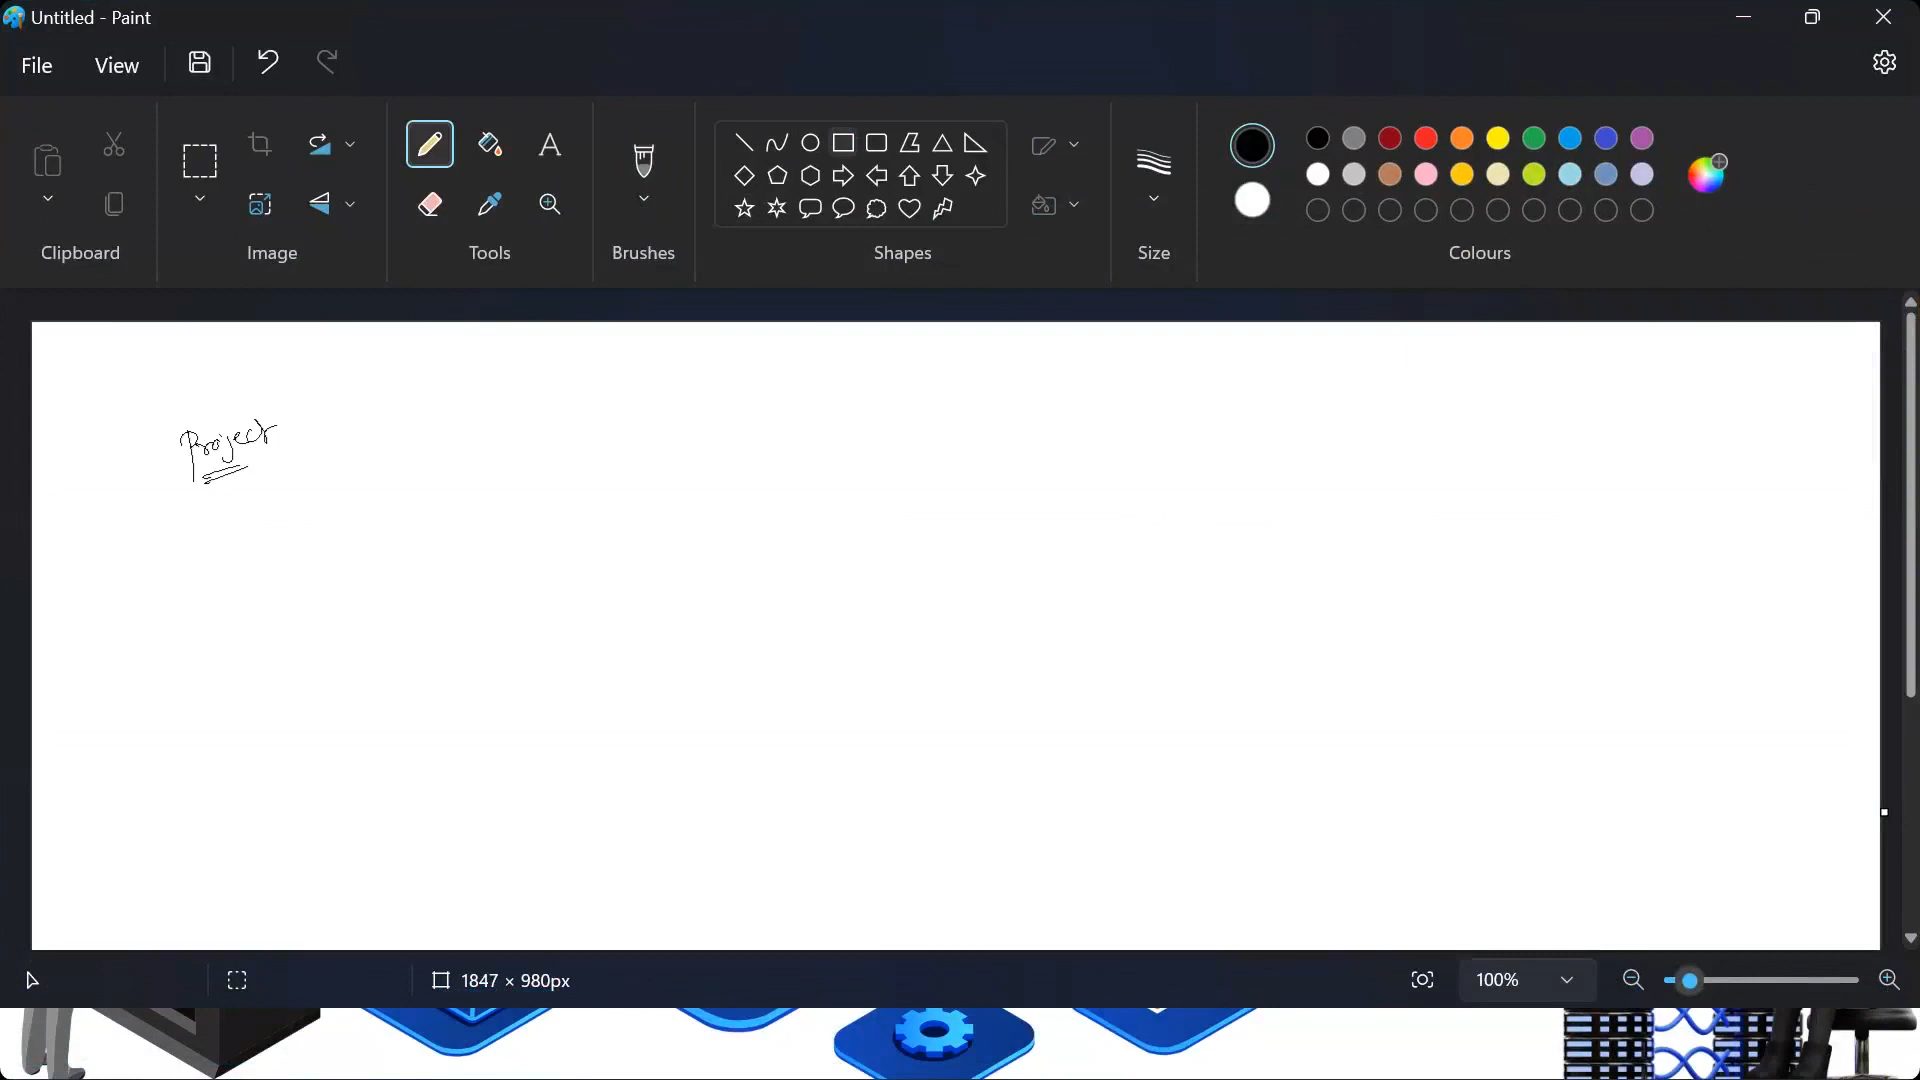 Untitled - Paint
File View
Clipboard Image Tools Brushes Shapes Size Colours
Project
1847 × 980px 100%